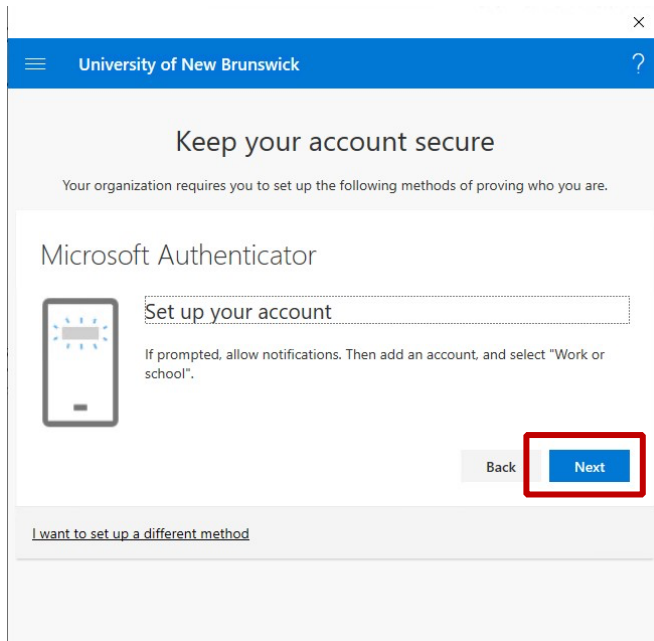 University of New Brunswick
?
Keep your account secure
Your organization requires you to set up the following methods of proving who you are.
Microsoft Authenticator
Set up your account
If prompted, allow notifications. Then add an account, and select "Work or
school".
Back Next
I want to set up a different method